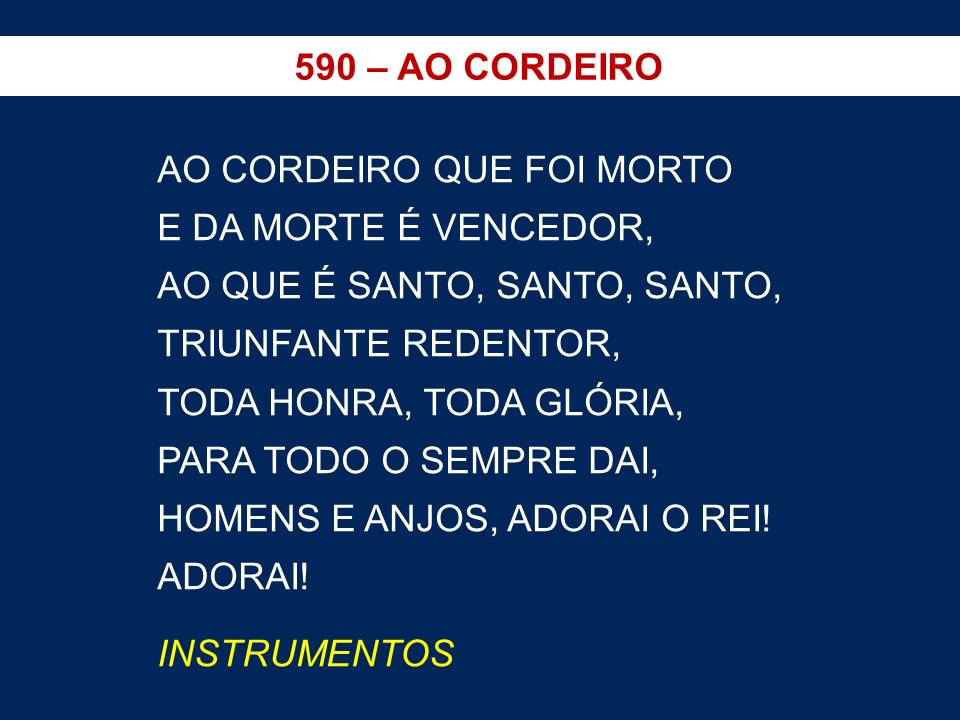 590 – AO CORDEIRO
AO CORDEIRO QUE FOI MORTO
E DA MORTE É VENCEDOR,
AO QUE É SANTO, SANTO, SANTO,
TRIUNFANTE REDENTOR,
TODA HONRA, TODA GLÓRIA,
PARA TODO O SEMPRE DAI,
HOMENS E ANJOS, ADORAI O REI!
ADORAI!
INSTRUMENTOS